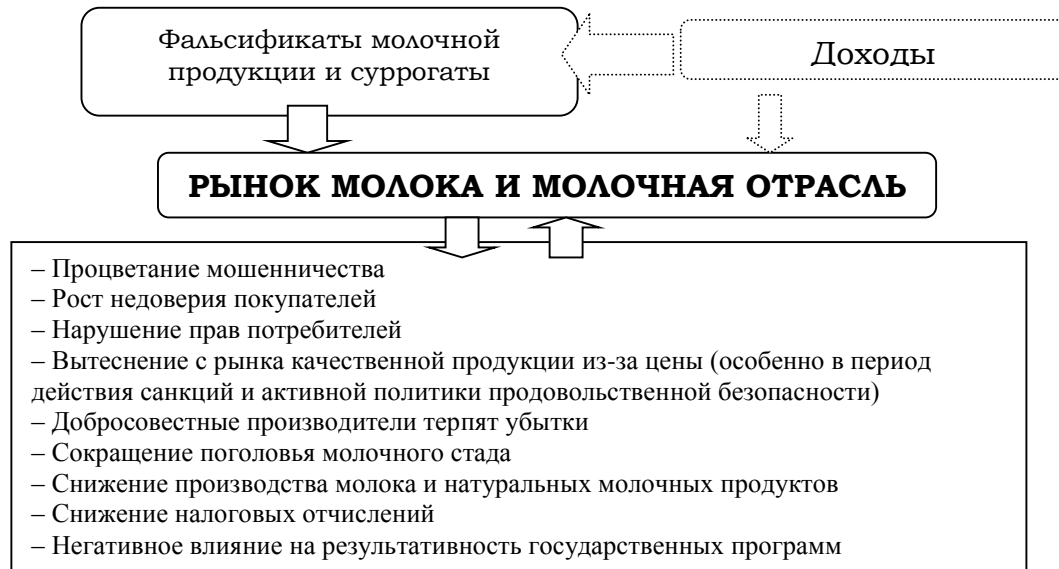 Фальсификаты молочной
продукции и суррогаты
Доходы
РЫНОК МОЛОКА И МОЛОЧНАЯ ОТРАСЛЬ
– Процветание мошенничества
– Рост недоверия покупателей
– Нарушение прав потребителей
– Вытеснение с рынка качественной продукции из-за цены (особенно в период
действия санкций и активной политики продовольственной безопасности)
– Добросовестные производители терпят убытки
– Сокращение поголовья молочного стада
– Снижение производства молока и натуральных молочных продуктов
– Снижение налоговых отчислений
– Негативное влияние на результативность государственных программ